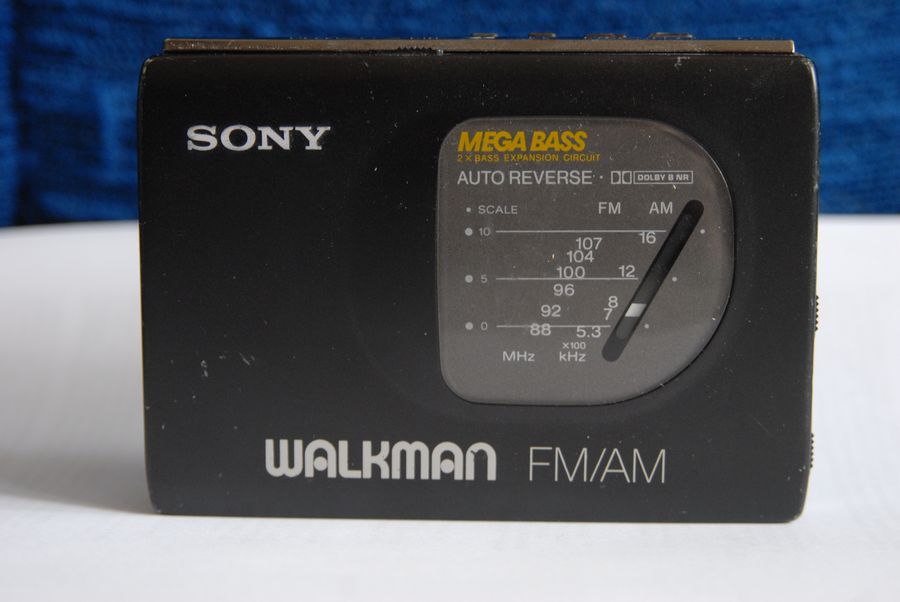 SONY
MEGA BASS
2 X BASS EXPANSION CIRCUIT
AUTO REVERSE · DOLBY B NR
• SCALE FM AM
10
107 16
104
5 100 12
96
8
92 7
0 88 5.3
×100
MHz kHz
WALKMAN FM/AM